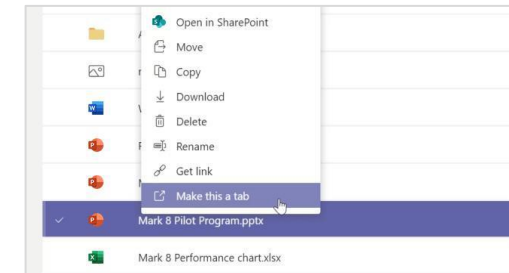 Open in SharePoint
Move
Copy
Download
Delete
Rename
Get link
Make this a tab
Mark 8 Pilot Program.pptx
Mark 8 Performance chart.xlsx